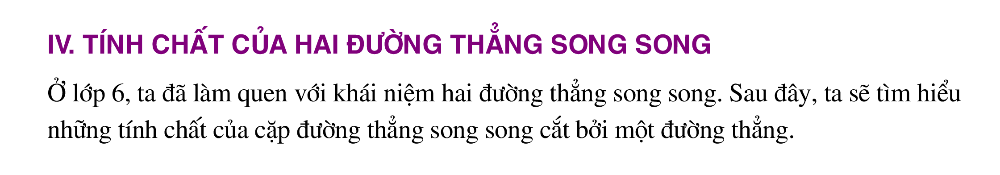 IV. TÍNH CHẤT CỦA HAI ĐƯỜNG THẲNG SONG SONG
Ở lớp 6, ta đã làm quen với khái niệm hai đường thẳng song song. Sau đây, ta sẽ tìm hiểu
những tính chất của cặp đường thẳng song song cắt bởi một đường thẳng.